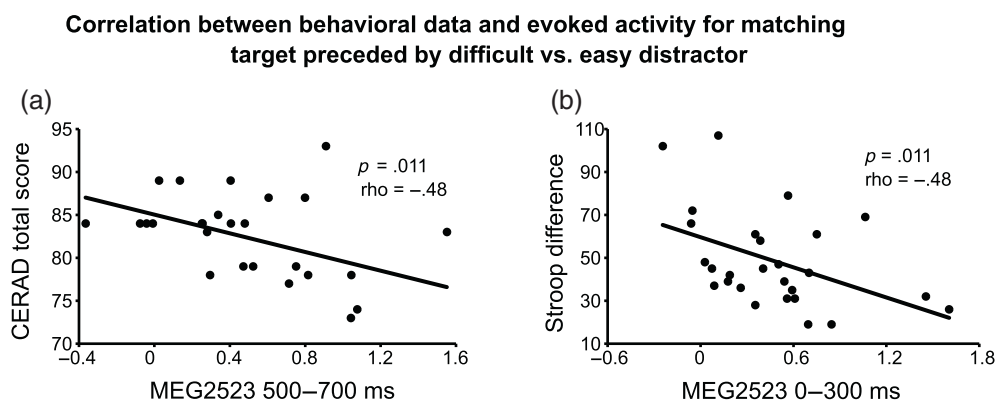 Correlation between behavioral data and evoked activity for matching
target preceded by difficult vs. easy distractor
(a)
CERAD total score
95
90
85
80
75
70
p = .011
rho = –.48
–0.4 0 0.4 0.8 1.2 1.6
MEG2523 500–700 ms
(b)
Stroop difference
110
90
70
50
30
10
p = .011
rho = –.48
–0.6 0 0.6 1.2 1.8
MEG2523 0–300 ms